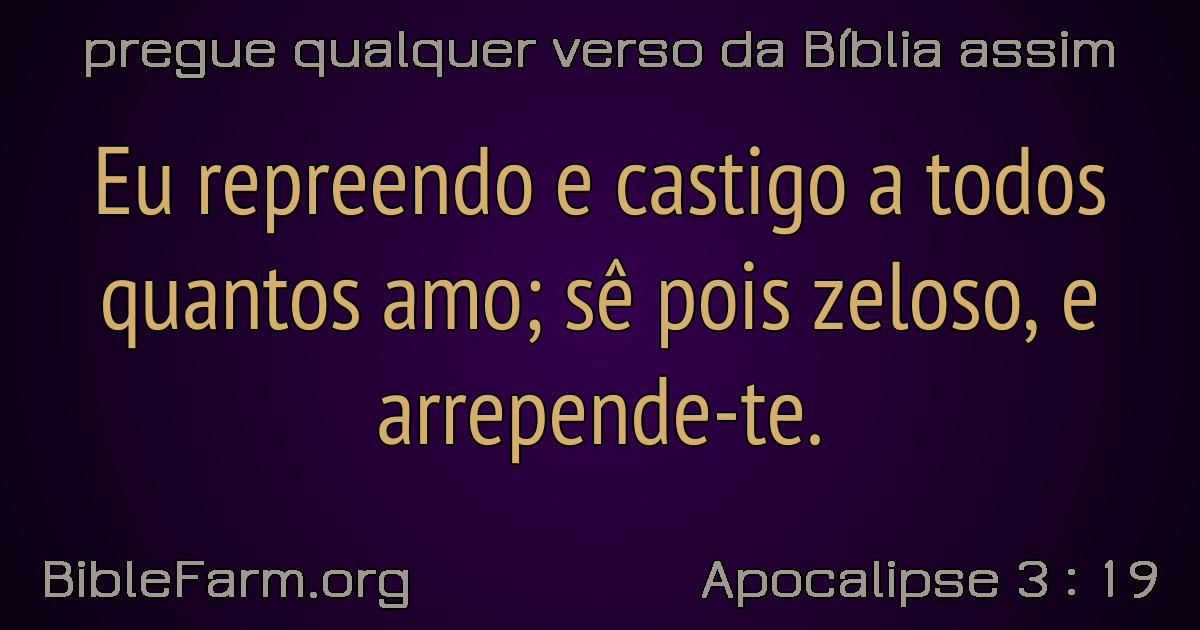 pregue qualquer verso da Bíblia assim
Eu repreendo e castigo a todos
quantos amo; sê pois zeloso, e
arrepende-te.
BibleFarm.org
Apocalipse 3 : 19